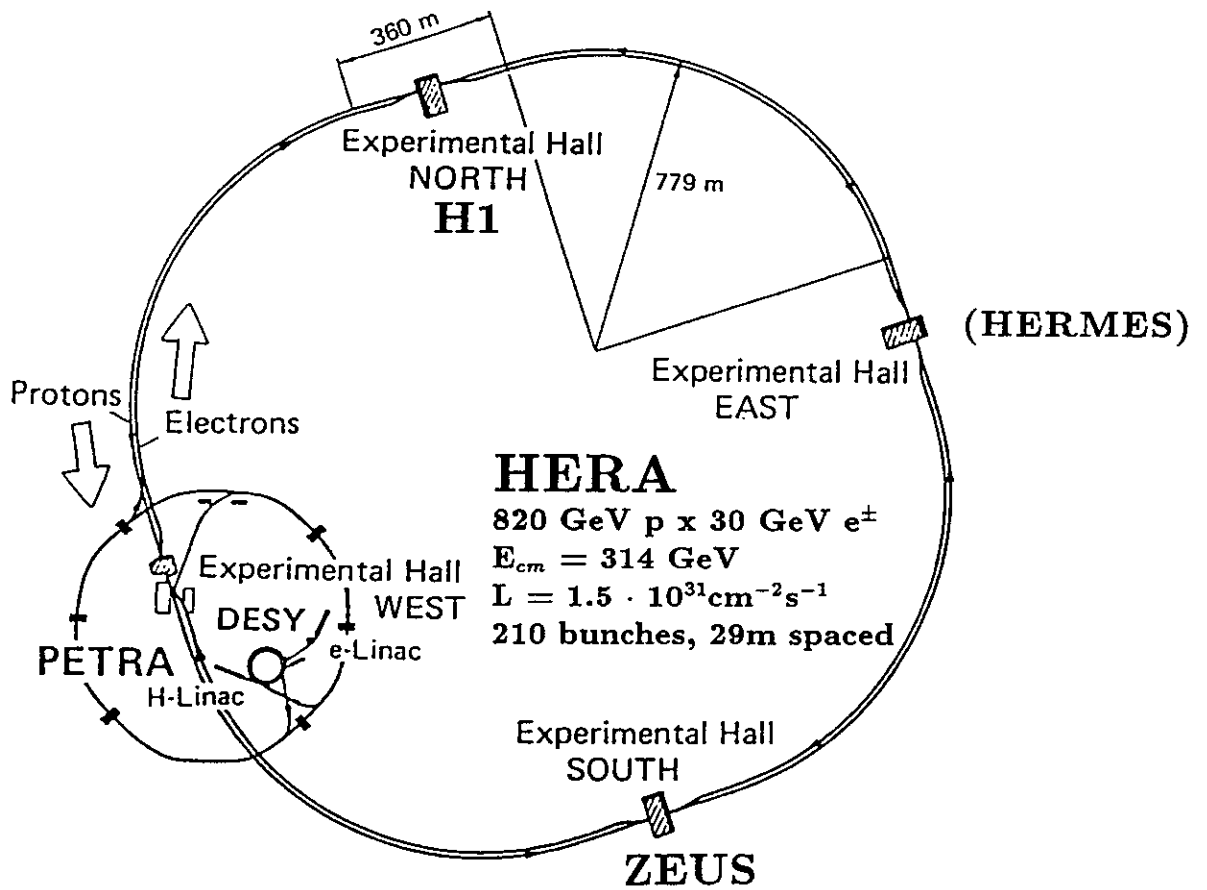 360 m
Experimental Hall
NORTH
H1
779 m
(HERMES)
Experimental Hall
EAST
Protons
Electrons
HERA
820 GeV p x 30 GeV e±
E_cm = 314 GeV
L = 1.5 · 10³¹cm⁻²s⁻¹
210 bunches, 29m spaced
Experimental Hall
WEST
DESY
e-Linac
PETRA
H-Linac
Experimental Hall
SOUTH
ZEUS